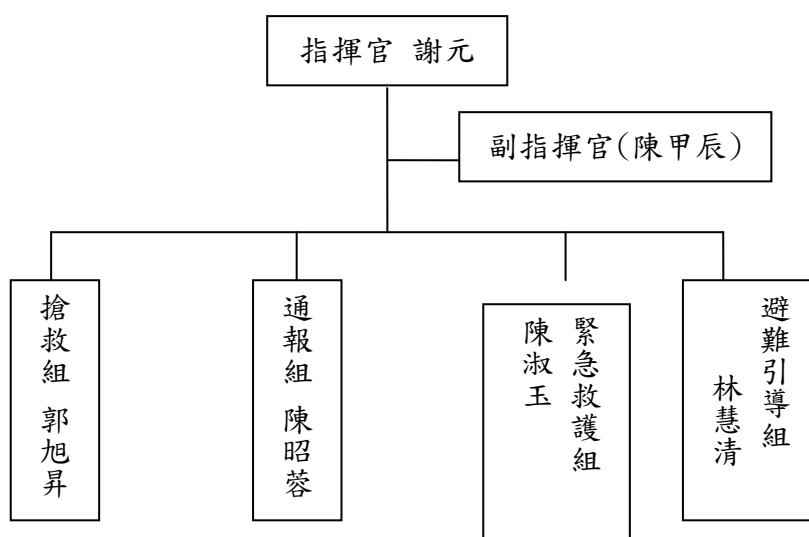 指揮官 謝元
副指揮官(陳甲辰)
搶救組 郭旭昇
通報組 陳昭蓉
緊急救護組
陳淑玉
避難引導組
林慧清